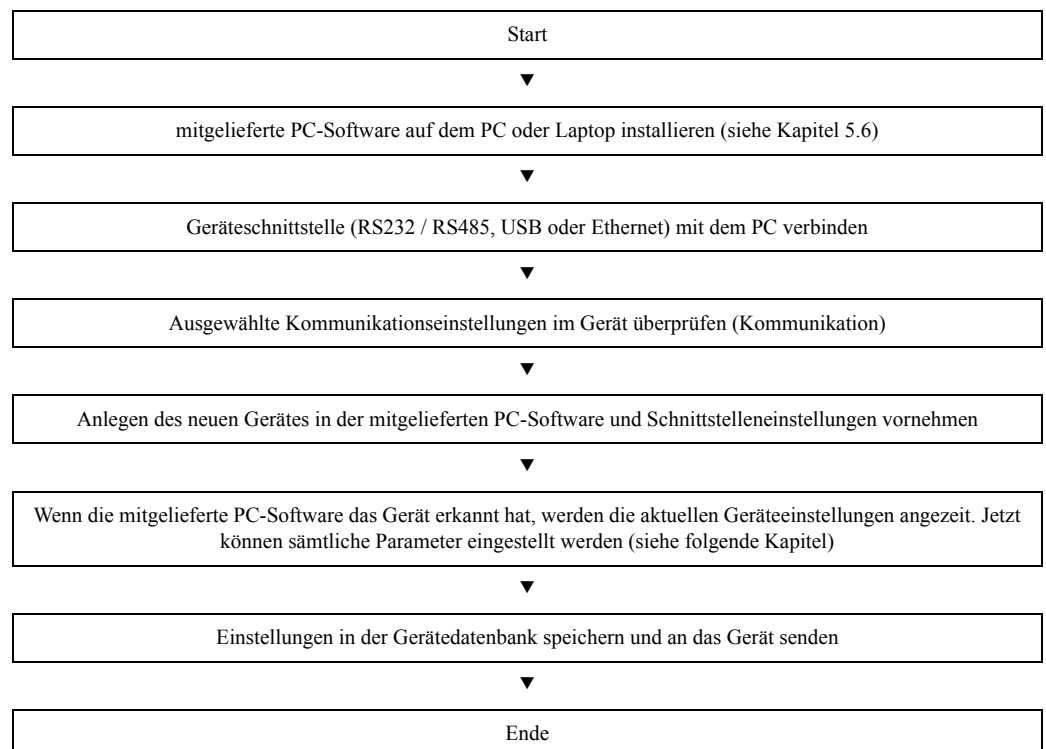 Start
▼
mitgelieferte PC-Software auf dem PC oder Laptop installieren (siehe Kapitel 5.6)
▼
Geräteschnittstelle (RS232 / RS485, USB oder Ethernet) mit dem PC verbinden
▼
Ausgewählte Kommunikationseinstellungen im Gerät überprüfen (Kommunikation)
▼
Anlegen des neuen Gerätes in der mitgelieferten PC-Software und Schnittstelleneinstellungen vornehmen
▼
Wenn die mitgelieferte PC-Software das Gerät erkannt hat, werden die aktuellen Geräteeinstellungen angezeit. Jetzt
können sämtliche Parameter eingestellt werden (siehe folgende Kapitel)
▼
Einstellungen in der Gerätedatenbank speichern und an das Gerät senden
▼
Ende